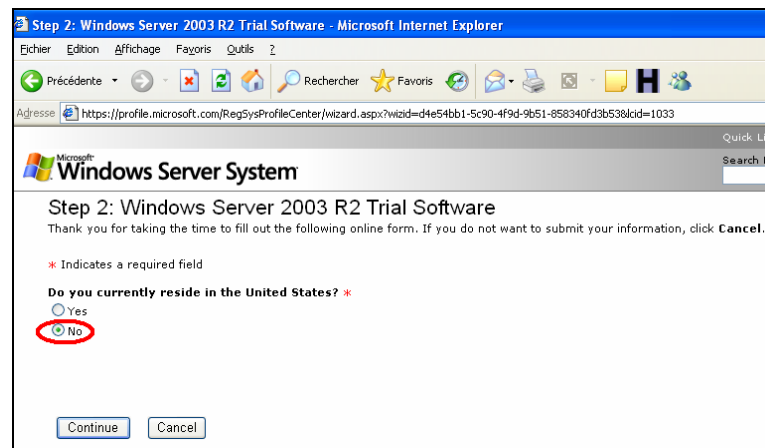 Step 2: Windows Server 2003 R2 Trial Software - Microsoft Internet Explorer
Fichier Edition Affichage Favoris Outils ?
Précédente Rechercher Favoris
Adresse https://profile.microsoft.com/RegSysProfileCenter/wizard.aspx?wizid=d4e54bb1-5c90-4f9d-9b51-858340fd3b53&lcid=1033
Quick Li
Microsoft Windows Server System
Search
Step 2: Windows Server 2003 R2 Trial Software
Thank you for taking the time to fill out the following online form. If you do not want to submit your information, click Cancel.
* Indicates a required field
Do you currently reside in the United States? *
Yes
No
Continue Cancel